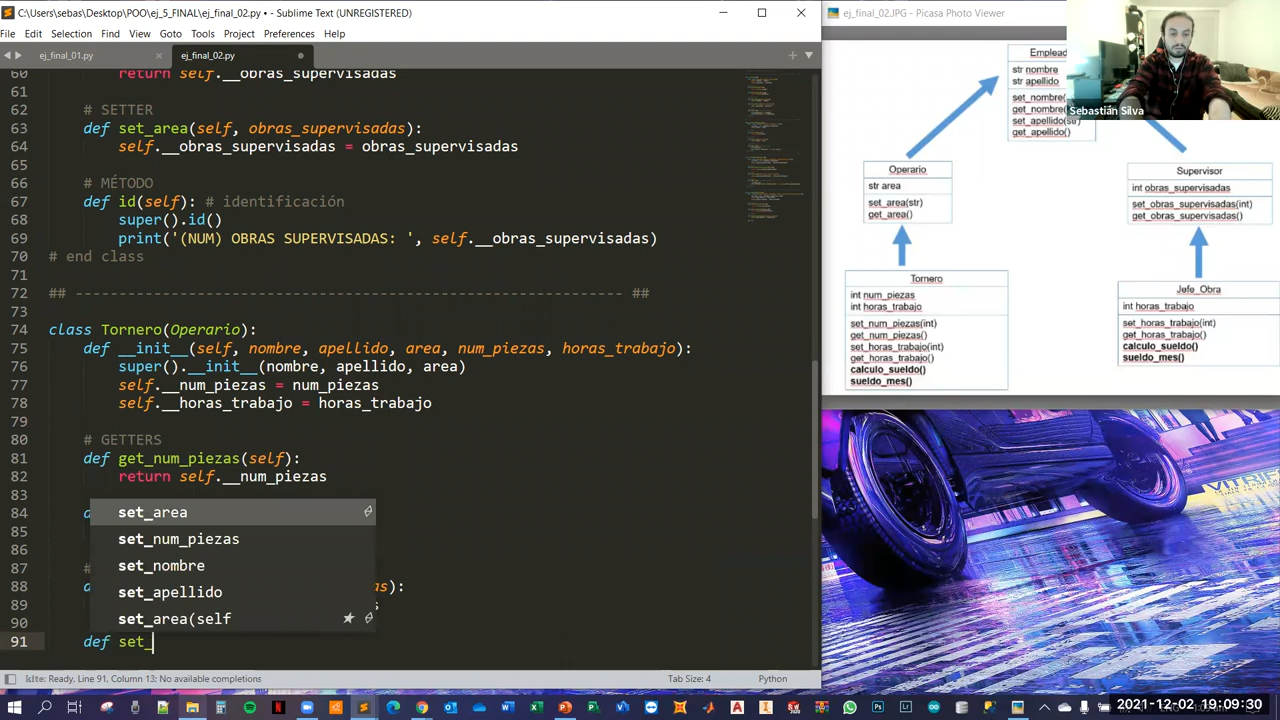 C:\Users\sebas\Desktop\POO\ej_5_FINAL\ej_final_02.py • - Sublime Text (UNREGISTERED)
ej_final_02.JPG - Picasa Photo Viewer
File Edit Selection Find View Goto Tools Project Preferences Help
ej_final_01.py
ej_final_02.py
60 return self.__obras_supervisadas
61
62 # SETTER
63 def set_area(self, obras_supervisadas):
64 self.__obras_supervisadas = obras_supervisadas
65
66 # MÉTODO
67 def id(self): # identification
68 super().id()
69 print('(NUM) OBRAS SUPERVISADAS: ', self.__obras_supervisadas)
70 # end class
71
72 ## -------------------------------------------------------------- ##
73
74 class Tornero(Operario):
75 def __init__(self, nombre, apellido, area, num_piezas, horas_trabajo):
76 super().__init__(nombre, apellido, area)
77 self.__num_piezas = num_piezas
78 self.__horas_trabajo = horas_trabajo
79
80 # GETTERS
81 def get_num_piezas(self):
82 return self.__num_piezas
83
84
85
86
87 #
88 as):
89
90
91 def set_
set_area
set_num_piezas
set_nombre
set_apellido
set_area(self
Line 91, Column 13; No available completions
Tab Size: 4
Python
Emplead
str nombre
str apellido
set_nombre(
get_nombre(
set_apellido(str)
get_apellido()
Sebastián Silva
Operario
str area
set_area(str)
get_area()
Supervisor
int obras_supervisadas
set_obras_supervisadas(int)
get_obras_supervisadas()
Tornero
int num_piezas
int horas_trabajo
set_num_piezas(int)
get_num_piezas()
set_horas_trabajo(int)
get_horas_trabajo()
calculo_sueldo()
sueldo_mes()
Jefe_Obra
int horas_trabajo
set_horas_trabajo(int)
get_horas_trabajo()
calculo_sueldo()
sueldo_mes()
2021-12-02 19:09:30